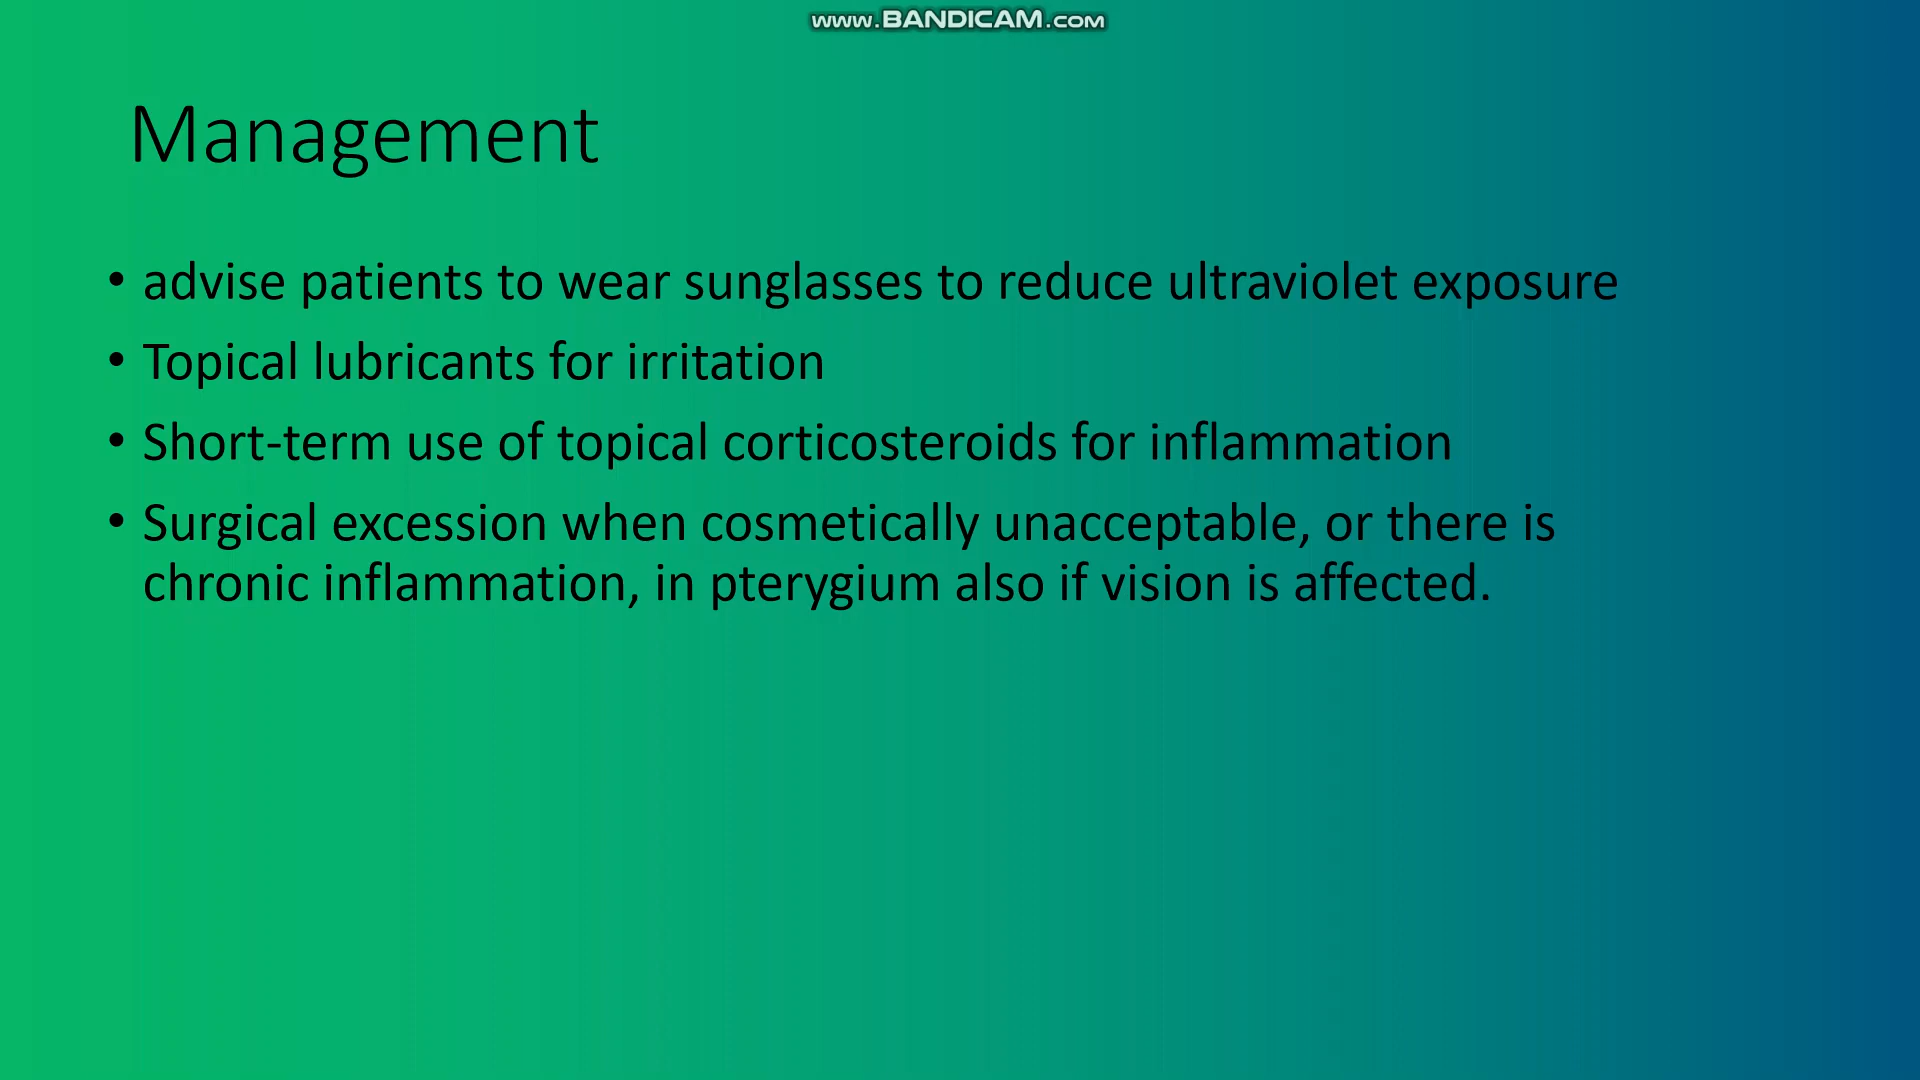 www.BANDICAM.com
Management
• advise patients to wear sunglasses to reduce ultraviolet exposure
• Topical lubricants for irritation
• Short-term use of topical corticosteroids for inflammation
• Surgical excession when cosmetically unacceptable, or there is
chronic inflammation, in pterygium also if vision is affected.